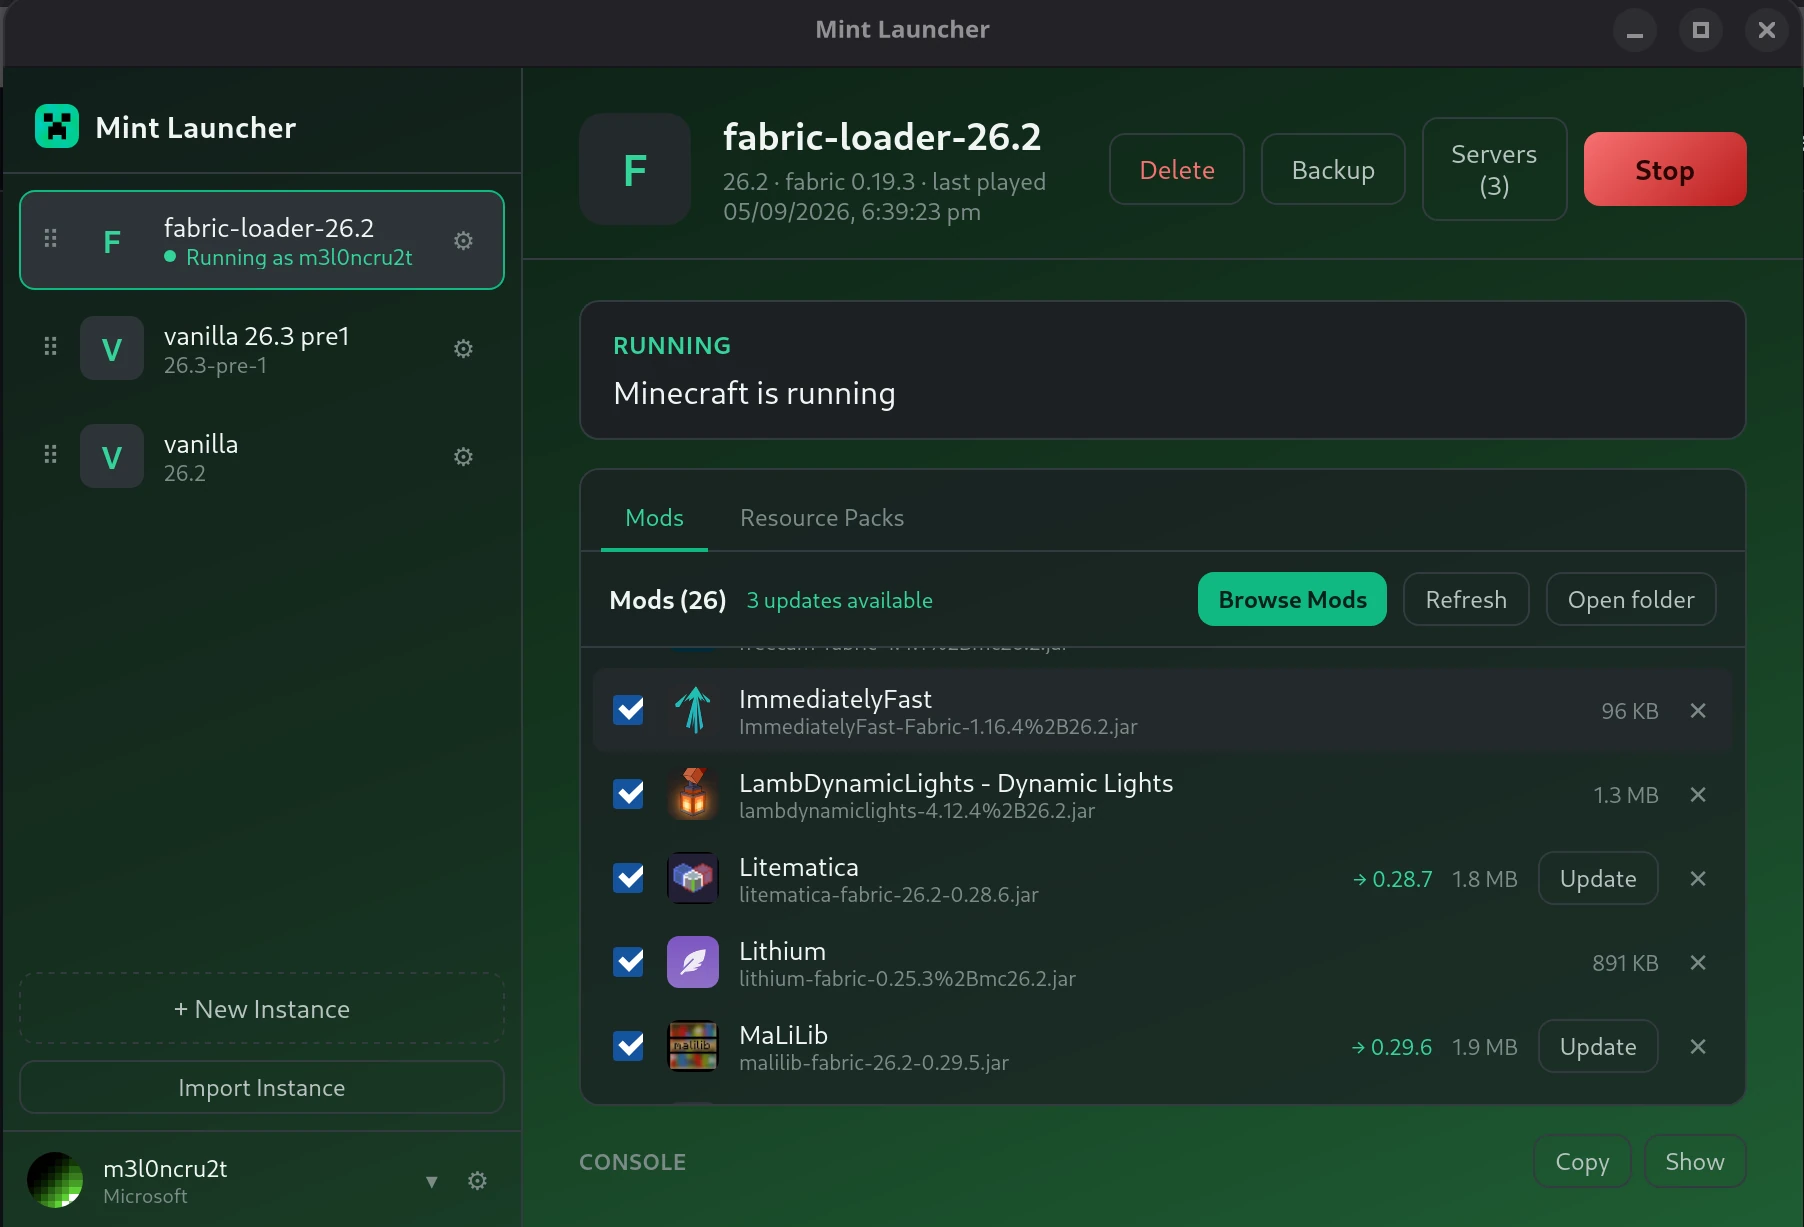 Mint Launcher
Mint Launcher
fabric-loader-26.2
Running as m3l0ncru2t
vanilla 26.3 pre1
26.3-pre-1
vanilla
26.2
+ New Instance
Import Instance
m3l0ncru2t
Microsoft
fabric-loader-26.2
26.2 · fabric 0.19.3 · last played
05/09/2026, 6:39:23 pm
Delete
Backup
Servers
(3)
Stop
RUNNING
Minecraft is running
Mods
Resource Packs
Mods (26)
3 updates available
Browse Mods
Refresh
Open folder
ImmediatelyFast
ImmediatelyFast-Fabric-1.16.4%2B26.2.jar
96 KB
LambDynamicLights - Dynamic Lights
lambdynamiclights-4.12.4%2B26.2.jar
1.3 MB
Litematica
litematica-fabric-26.2-0.28.6.jar
→ 0.28.7
1.8 MB
Update
Lithium
lithium-fabric-0.25.3%2Bmc26.2.jar
891 KB
malilib
MaLiLib
malilib-fabric-26.2-0.29.5.jar
→ 0.29.6
1.9 MB
Update
CONSOLE
Copy
Show